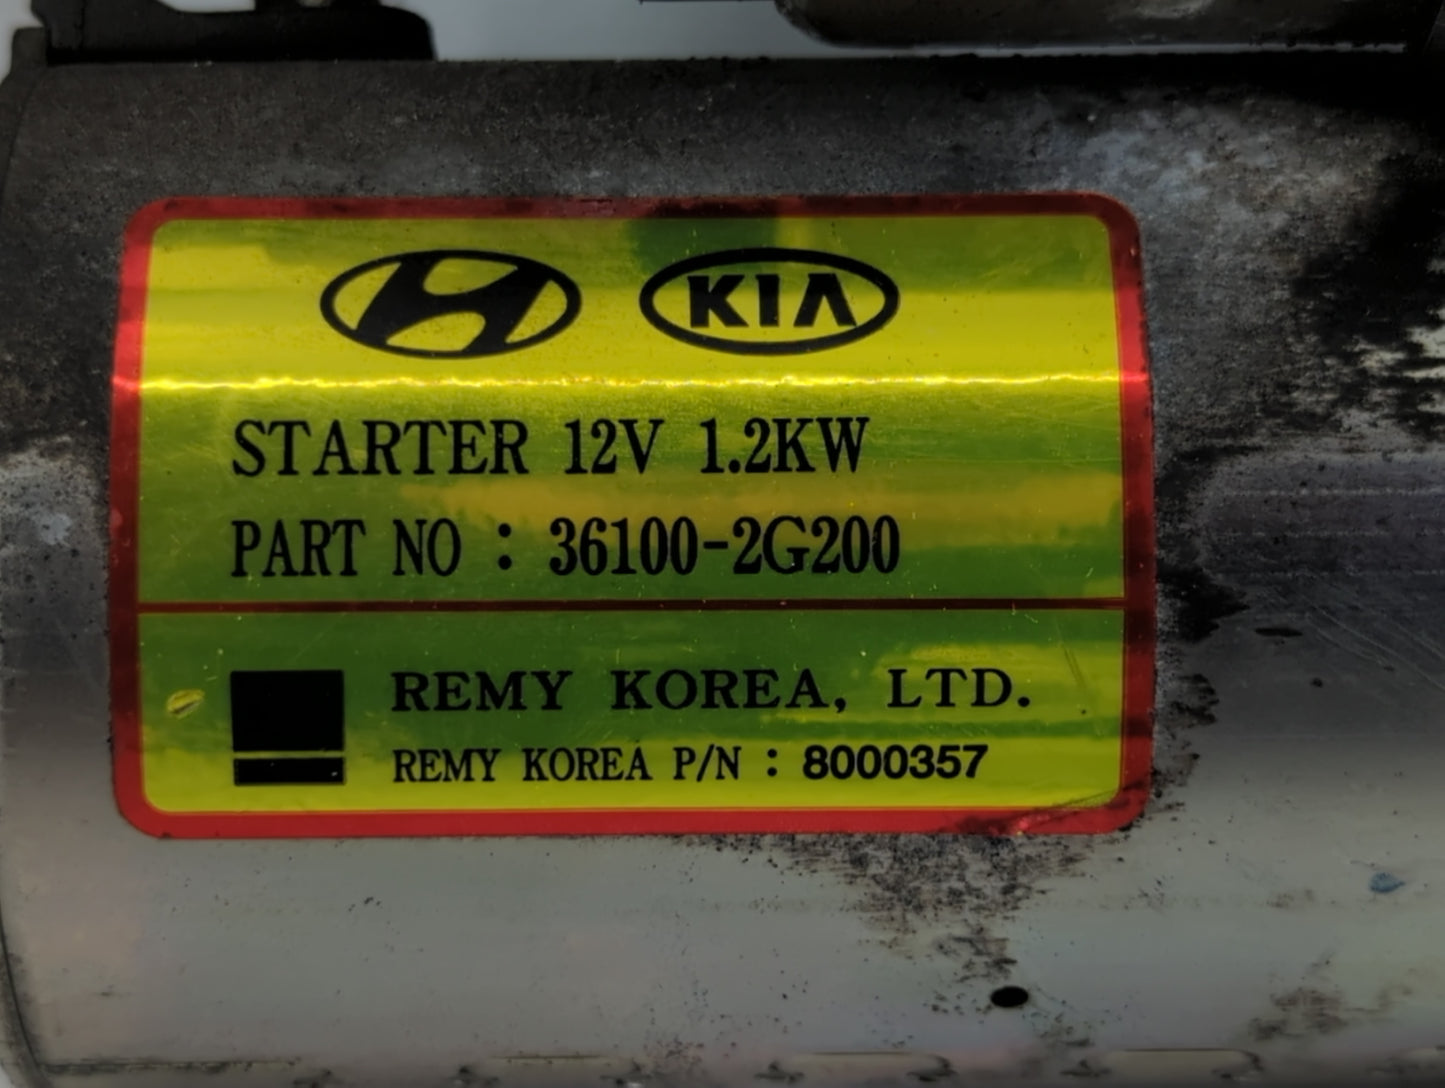 KIA
STARTER 12V 1.2KW
PART NO : 36100-2G200
REMY KOREA, LTD.
REMY KOREA P/N : 8000357